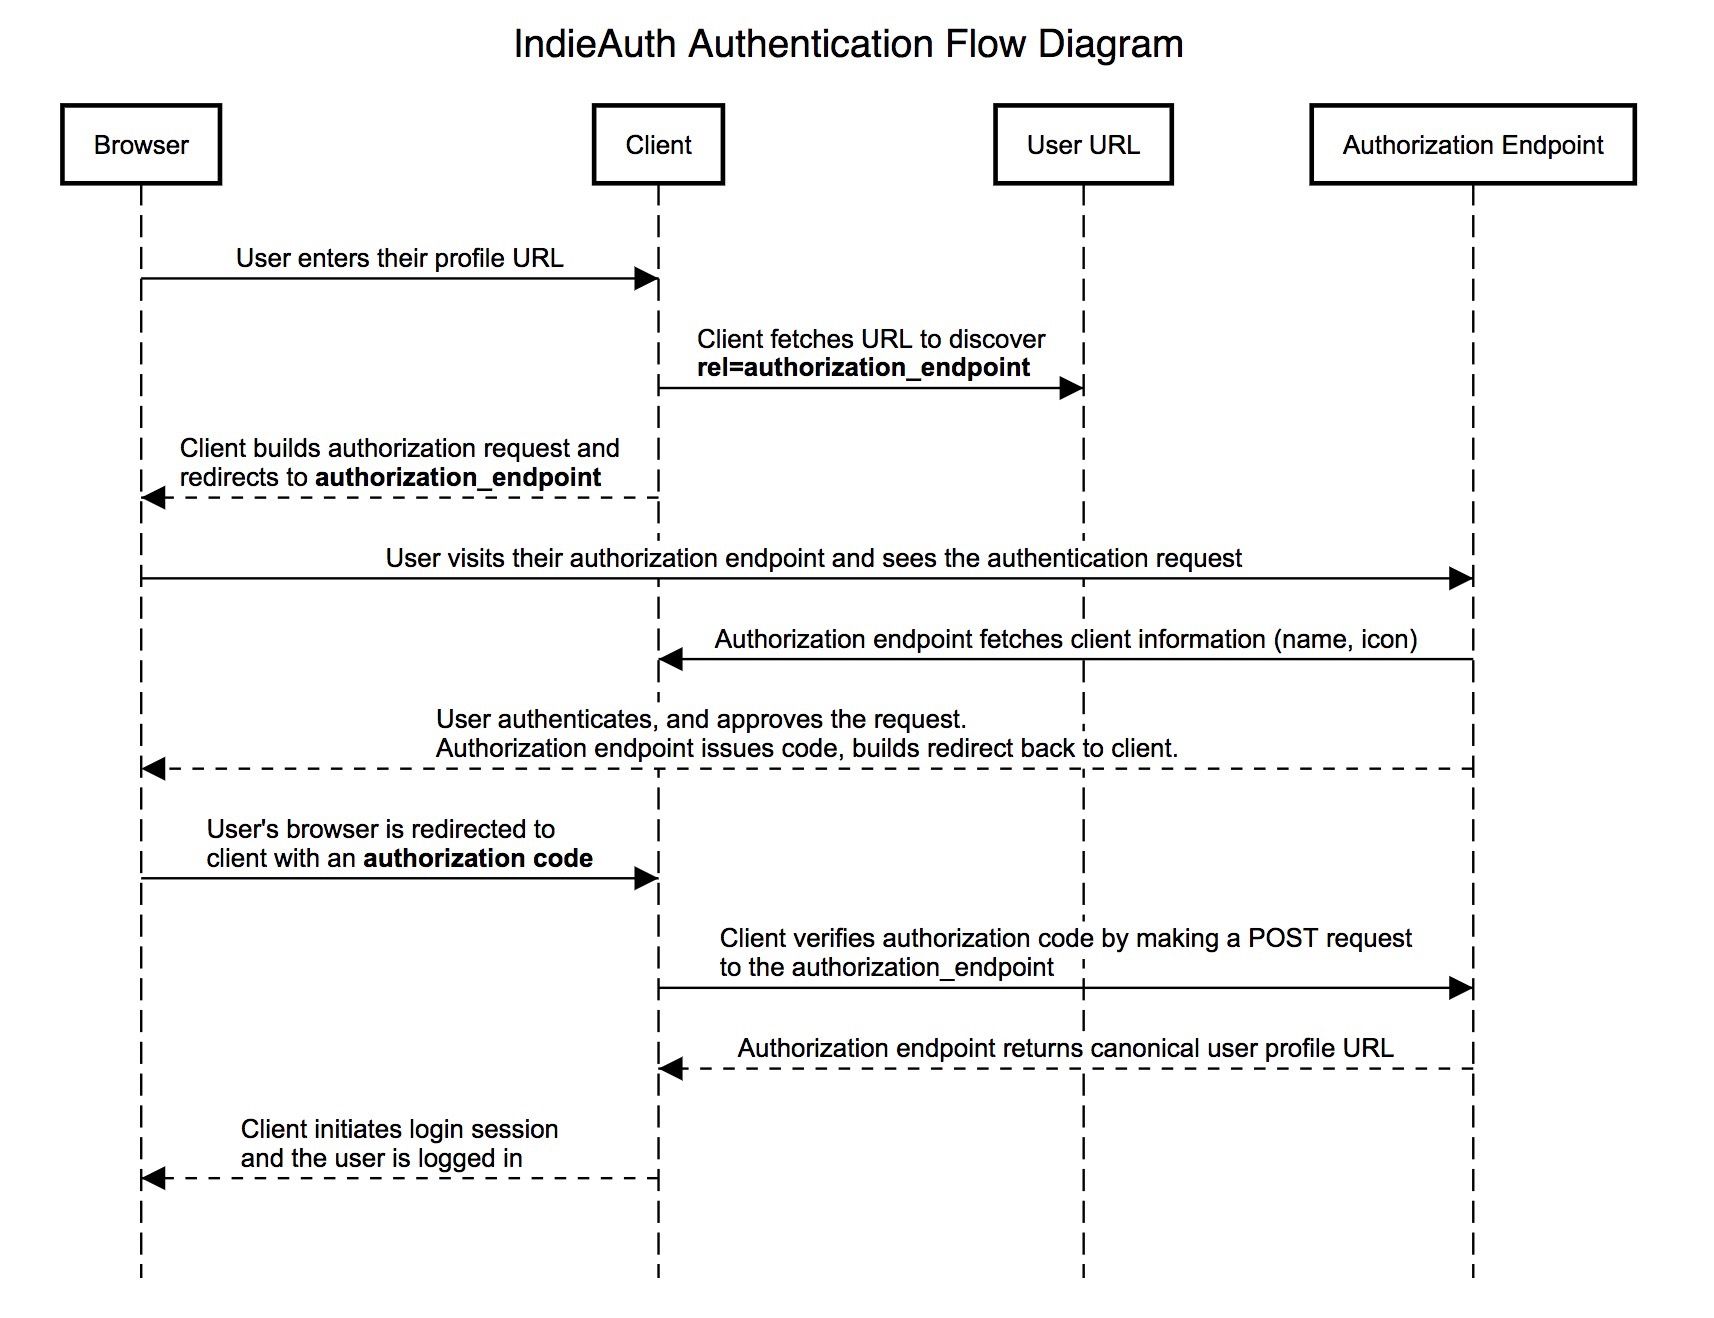 IndieAuth Authentication Flow Diagram
Browser
Client
User URL
Authorization Endpoint
User enters their profile URL
Client fetches URL to discover
rel=authorization_endpoint
Client builds authorization request and
redirects to authorization_endpoint
User visits their authorization endpoint and sees the authentication request
Authorization endpoint fetches client information (name, icon)
User authenticates, and approves the request.
Authorization endpoint issues code, builds redirect back to client.
User's browser is redirected to
client with an authorization code
Client verifies authorization code by making a POST request
to the authorization_endpoint
Authorization endpoint returns canonical user profile URL
Client initiates login session
and the user is logged in